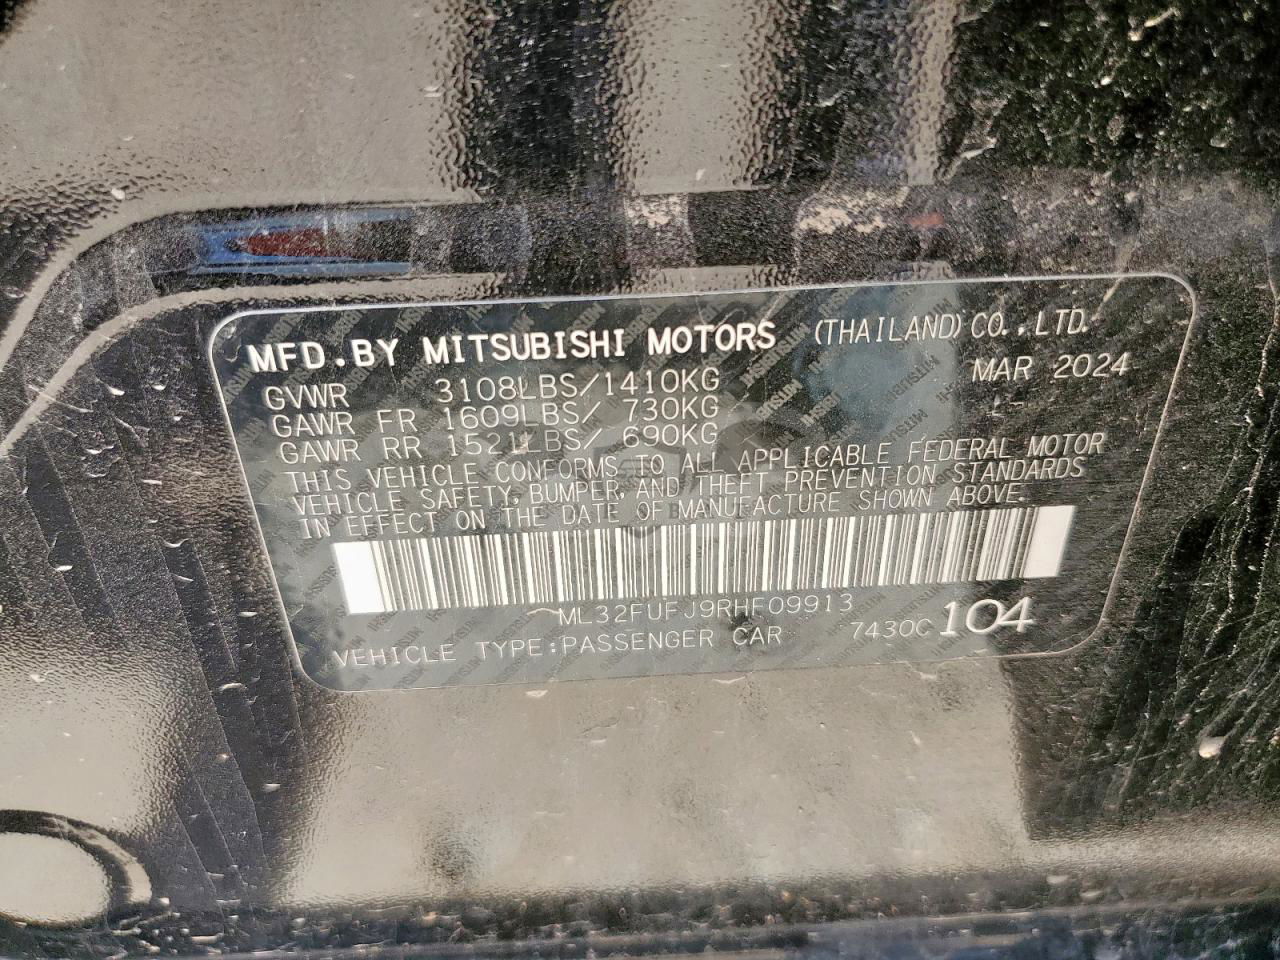 MFD.BY MITSUBISHI MOTORS (THAILAND) CO.,LTD.
GVWR 3108LBS/1410KG MAR 2024
GAWR FR 1609LBS/ 730KG
GAWR RR 1521LBS/ 690KG
THIS VEHICLE CONFORMS TO ALL APPLICABLE FEDERAL MOTOR
VEHICLE SAFETY, BUMPER, AND THEFT PREVENTION STANDARDS
IN EFFECT ON THE DATE OF MANUFACTURE SHOWN ABOVE.
ML32FUFJ9RHF09913
VEHICLE TYPE:PASSENGER CAR 7430C 104